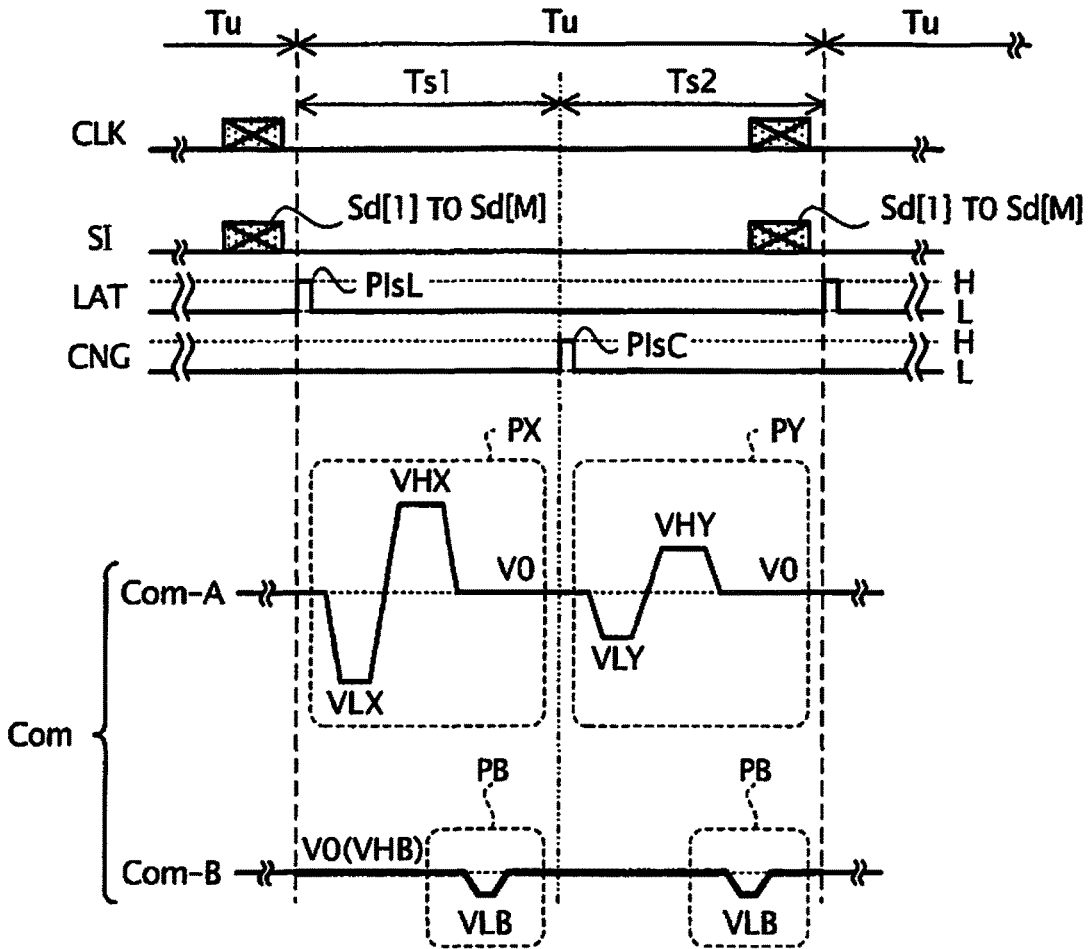 Tu Tu Tu
Ts1 Ts2
CLK
SI Sd[1] TO Sd[M] Sd[1] TO Sd[M]
LAT PlsL H
L
CNG PlsC H
L
PX PY
VHX VHY
Com-A V0 V0
VLX VLY
Com
PB PB
Com-B V0(VHB)
VLB VLB